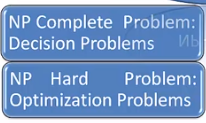 NP Complete Problem:
Decision Problems
NP Hard Problem:
Optimization Problems